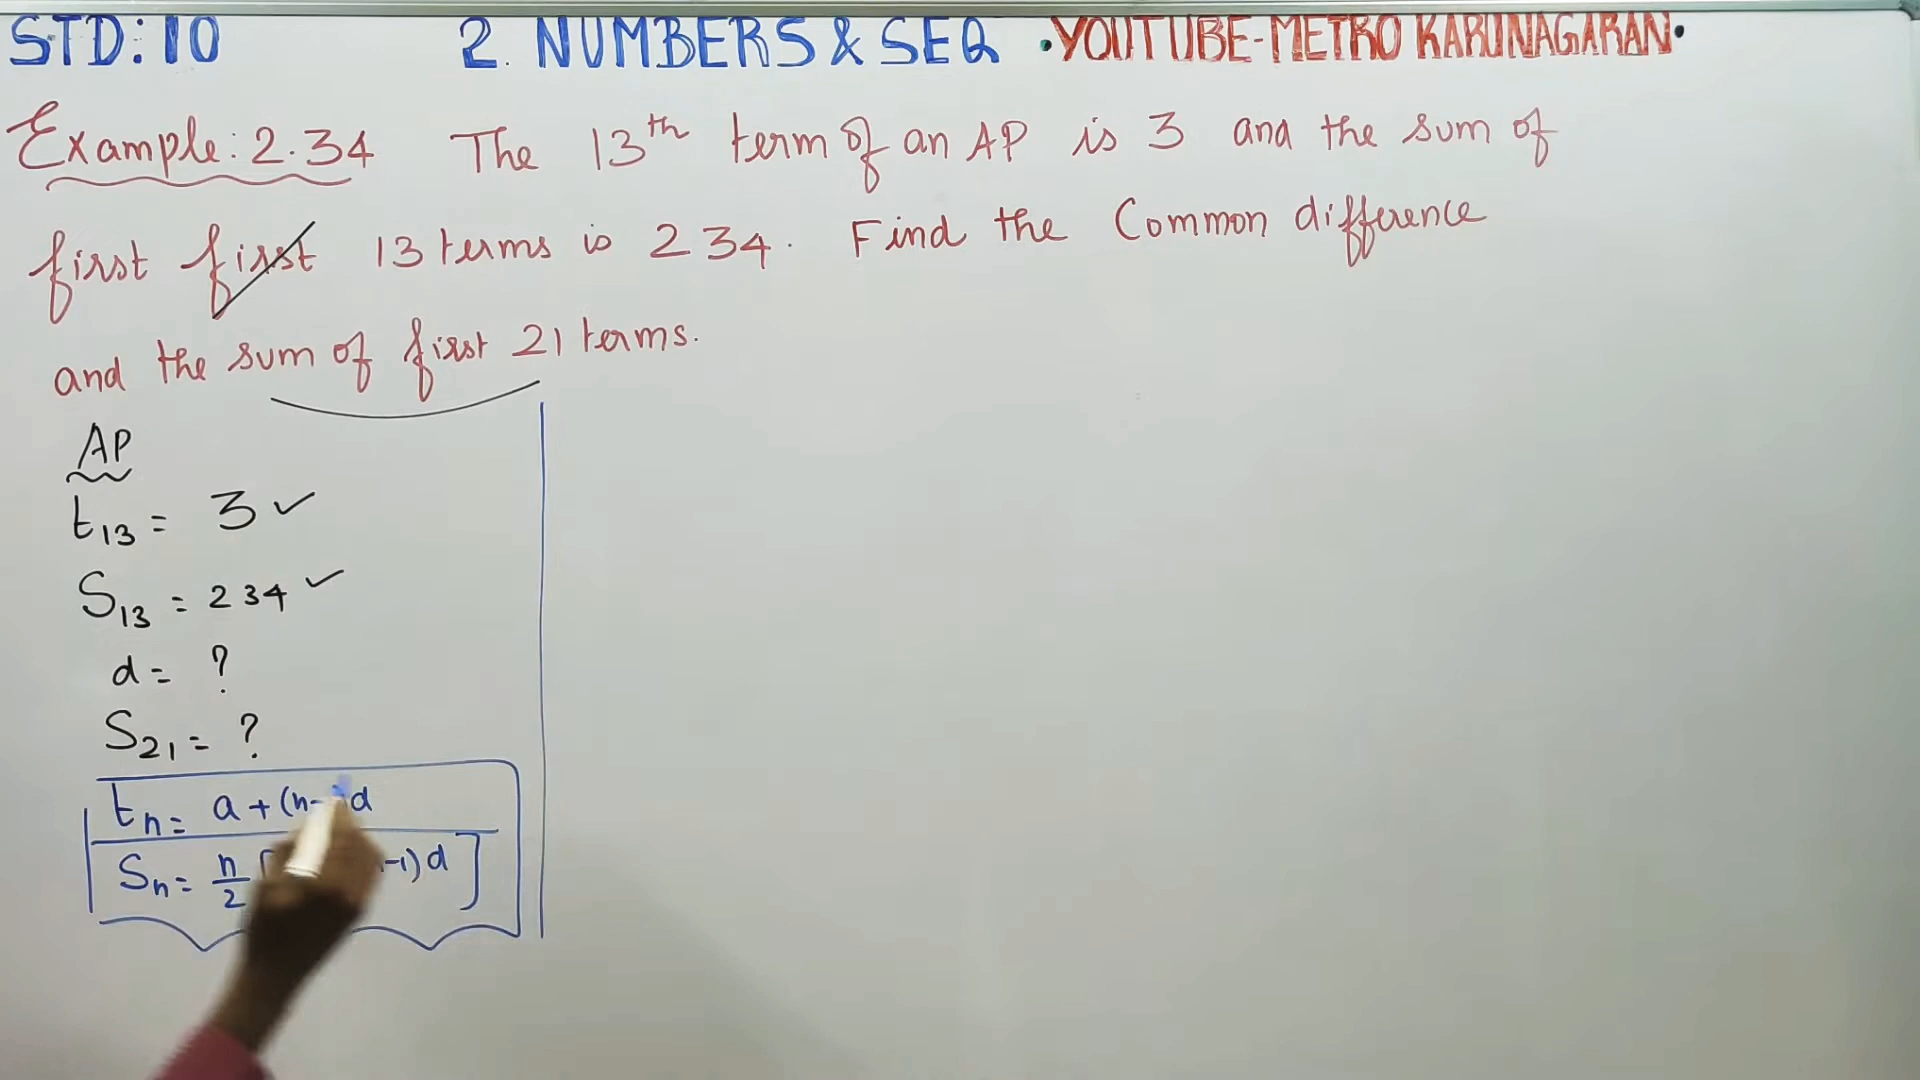 STD:10 2. NUMBERS & SEQ •YOUTUBE-METRO KARUNAGARAN•
Example: 2.34 The 13th term of an AP is 3 and the sum of
first first 13 terms is 234. Find the Common difference
and the sum of first 21 terms.
AP
t13 = 3 ✓
S13 = 234 ✓
d = ?
S21 = ?
tn = a + (n- d
Sn = n/2 [ -1) d ]